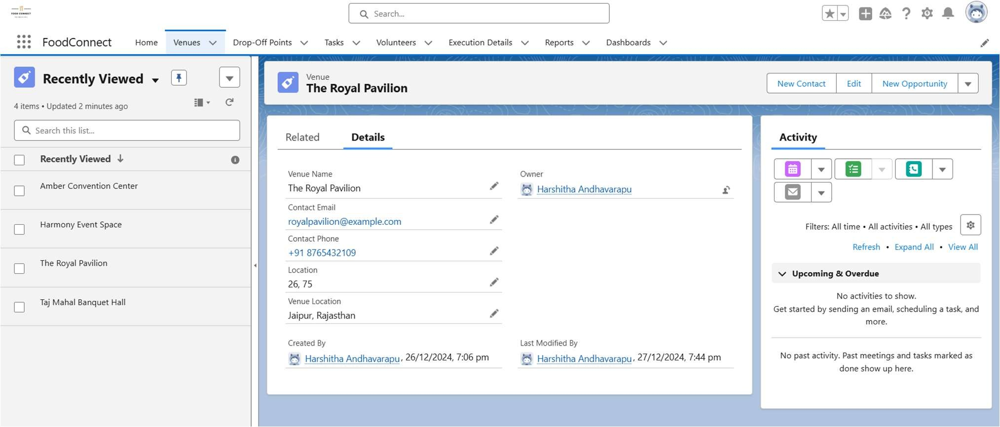 FOOD CONNECT
Search...
FoodConnect
Home
Venues
Drop-Off Points
Tasks
Volunteers
Execution Details
Reports
Dashboards
Recently Viewed
4 items • Updated 2 minutes ago
Search this list...
Recently Viewed
Amber Convention Center
Harmony Event Space
The Royal Pavilion
Taj Mahal Banquet Hall
Venue
The Royal Pavilion
New Contact
Edit
New Opportunity
Related
Details
Venue Name
The Royal Pavilion
Owner
Harshitha Andhavarapu
Contact Email
royalpavilion@example.com
Contact Phone
+91 8765432109
Location
26, 75
Venue Location
Jaipur, Rajasthan
Created By
Harshitha Andhavarapu, 26/12/2024, 7:06 pm
Last Modified By
Harshitha Andhavarapu, 27/12/2024, 7:44 pm
Activity
Filters: All time • All activities • All types
Refresh • Expand All • View All
Upcoming & Overdue
No activities to show.
Get started by sending an email, scheduling a task, and
more.
No past activity. Past meetings and tasks marked as
done show up here.